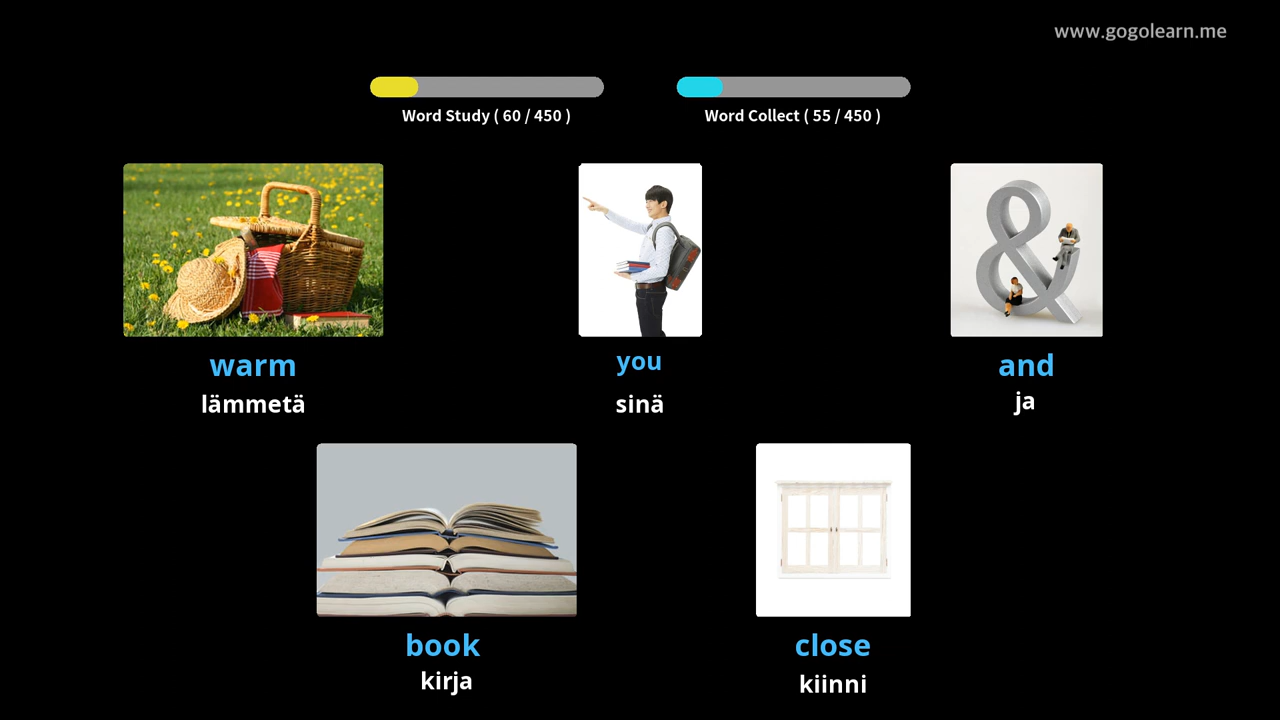 www.gogolearn.me
Word Study ( 60 / 450 )
Word Collect ( 55 / 450 )
warm
lämmetä
you
sinä
and
ja
book
kirja
close
kiinni